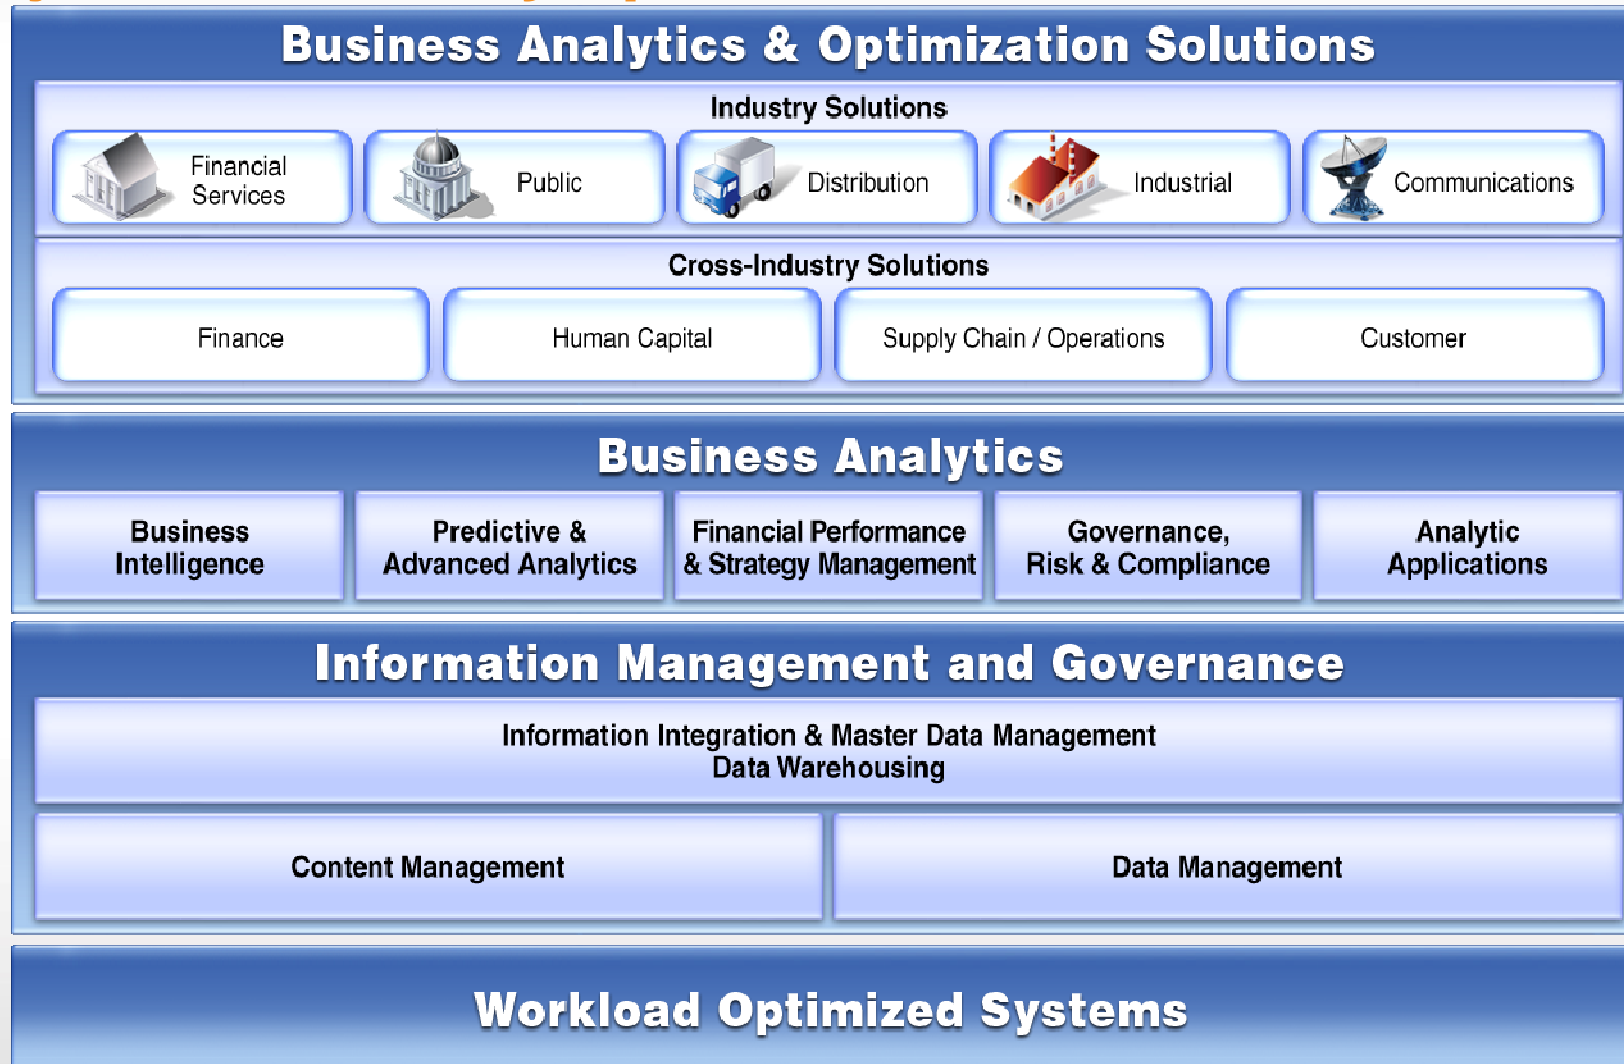 Business Analytics & Optimization Solutions
Industry Solutions
Financial
Services
Public
Distribution
Industrial
Communications
Cross-Industry Solutions
Finance
Human Capital
Supply Chain / Operations
Customer
Business Analytics
Business
Intelligence
Predictive &
Advanced Analytics
Financial Performance
& Strategy Management
Governance,
Risk & Compliance
Analytic
Applications
Information Management and Governance
Information Integration & Master Data Management
Data Warehousing
Content Management
Data Management
Workload Optimized Systems